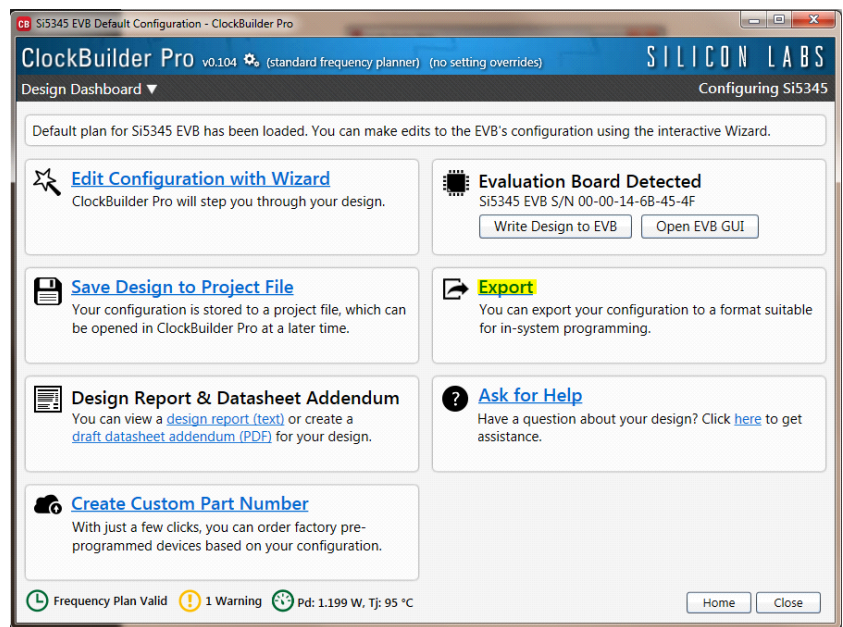 CB Si5345 EVB Default Configuration - ClockBuilder Pro
ClockBuilder Pro v0.104 (standard frequency planner) (no setting overrides) SILICON LABS
Design Dashboard ▼ Configuring Si5345
Default plan for Si5345 EVB has been loaded. You can make edits to the EVB's configuration using the interactive Wizard.
Edit Configuration with Wizard
ClockBuilder Pro will step you through your design.
Evaluation Board Detected
Si5345 EVB S/N 00-00-14-6B-45-4F
Write Design to EVB Open EVB GUI
Save Design to Project File
Your configuration is stored to a project file, which can
be opened in ClockBuilder Pro at a later time.
Export
You can export your configuration to a format suitable
for in-system programming.
Design Report & Datasheet Addendum
You can view a design report (text) or create a
draft datasheet addendum (PDF) for your design.
? Ask for Help
Have a question about your design? Click here to get
assistance.
Create Custom Part Number
With just a few clicks, you can order factory pre-
programmed devices based on your configuration.
Frequency Plan Valid ! 1 Warning Pd: 1.199 W, Tj: 95 °C
Home Close